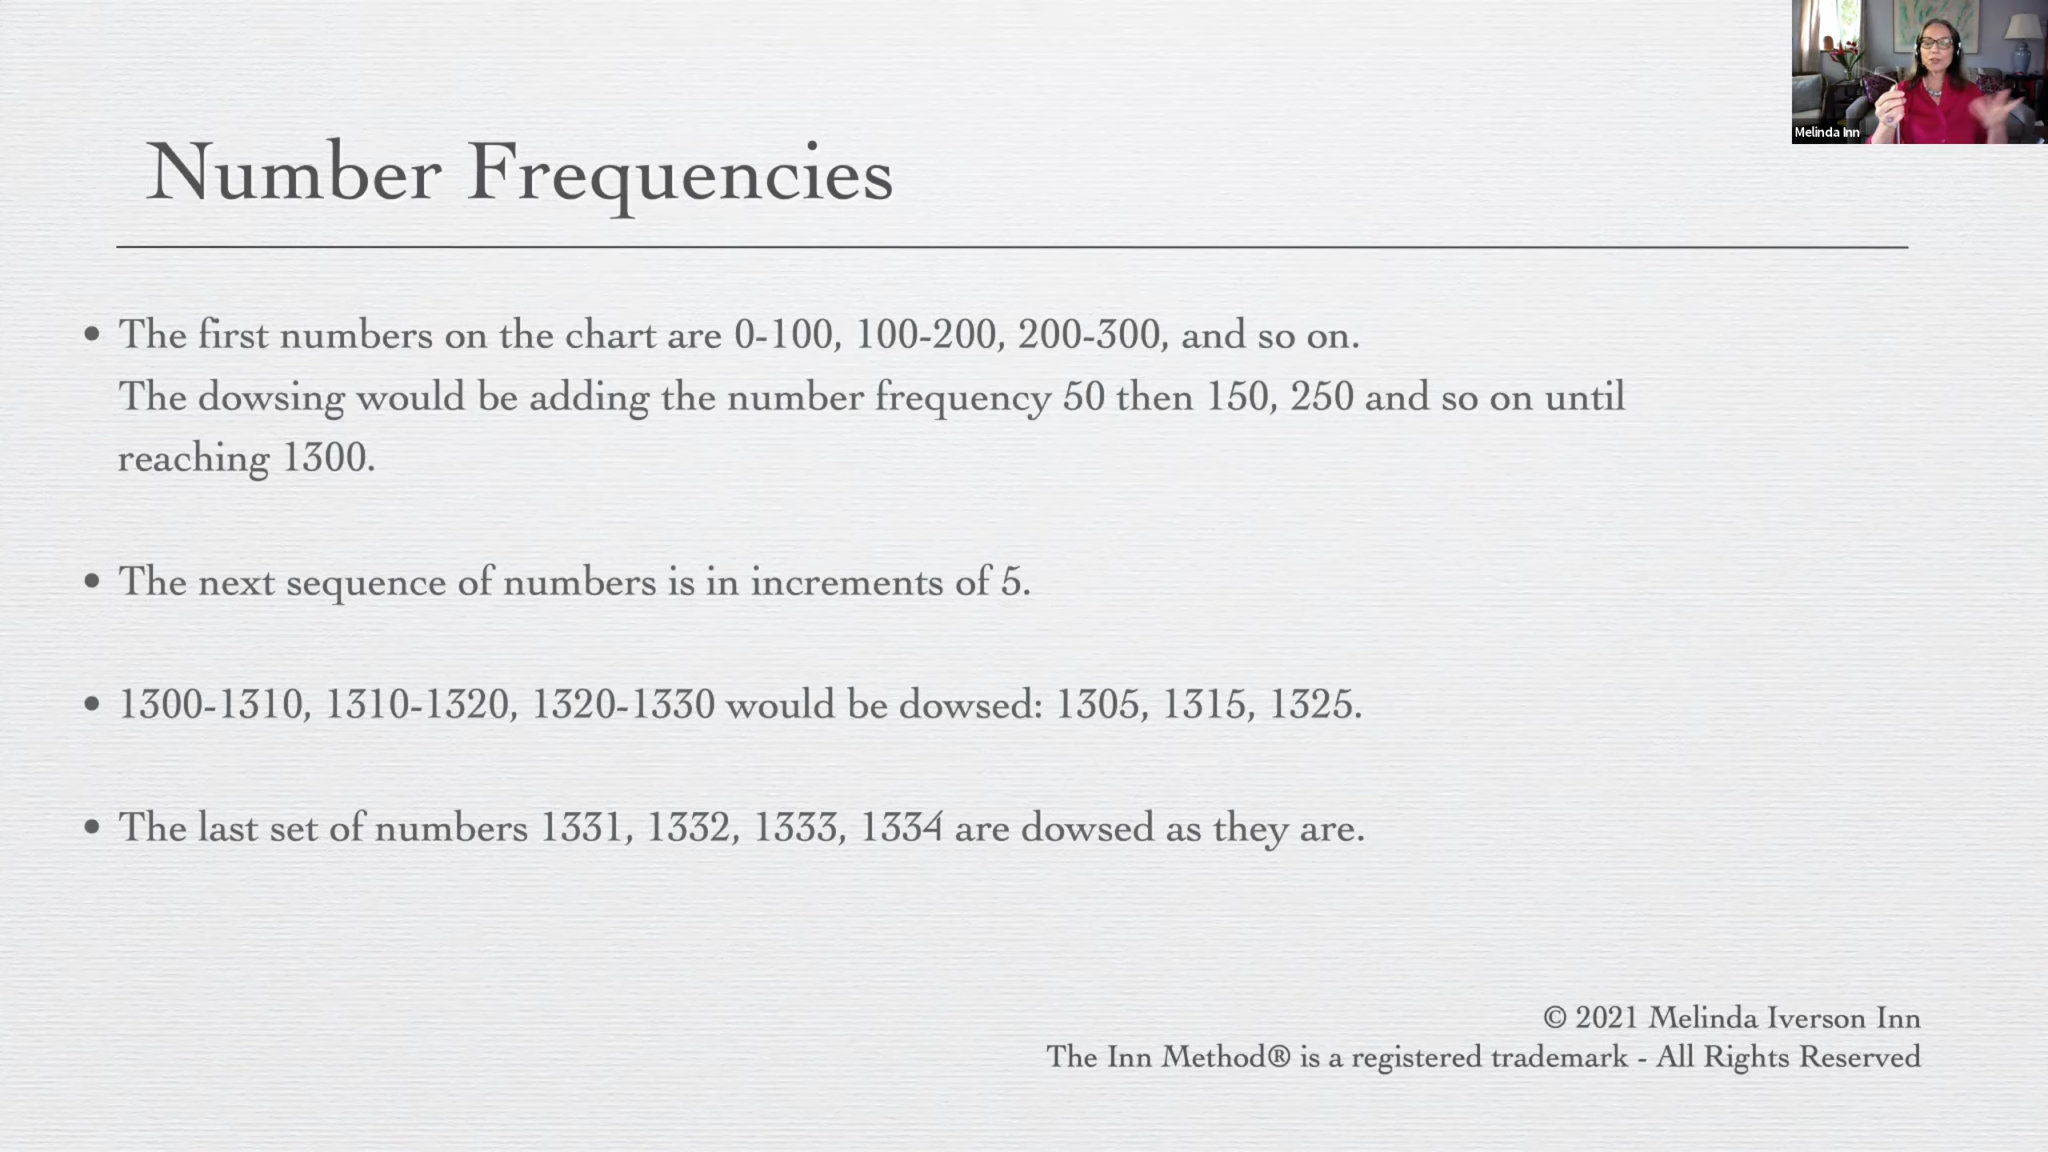 Melinda Inn
Number Frequencies
• The first numbers on the chart are 0-100, 100-200, 200-300, and so on.
The dowsing would be adding the number frequency 50 then 150, 250 and so on until
reaching 1300.
• The next sequence of numbers is in increments of 5.
• 1300-1310, 1310-1320, 1320-1330 would be dowsed: 1305, 1315, 1325.
• The last set of numbers 1331, 1332, 1333, 1334 are dowsed as they are.
© 2021 Melinda Iverson Inn
The Inn Method® is a registered trademark - All Rights Reserved